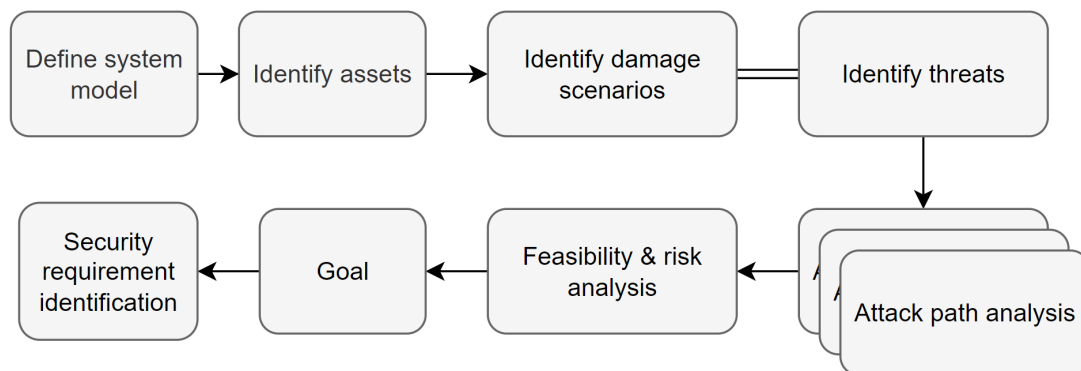 Define system
model
Identify assets
Identify damage
scenarios
Identify threats
Security
requirement
identification
Goal
Feasibility & risk
analysis
A
A
Attack path analysis